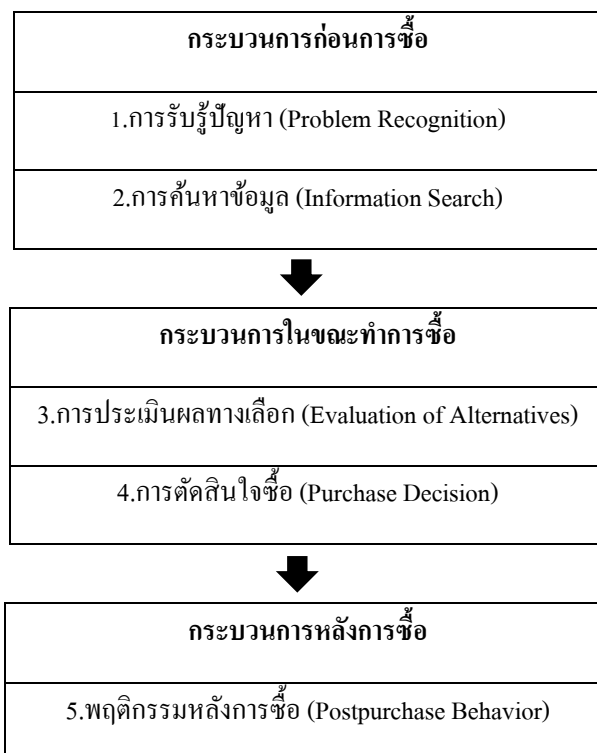 กระบวนการก่อนการซื้อ
1.การรับรู้ปัญหา (Problem Recognition)
2.การค้นหาข้อมูล (Information Search)
กระบวนการในขณะทำการซื้อ
3.การประเมินผลทางเลือก (Evaluation of Alternatives)
4.การตัดสินใจซื้อ (Purchase Decision)
กระบวนการหลังการซื้อ
5.พฤติกรรมหลังการซื้อ (Postpurchase Behavior)